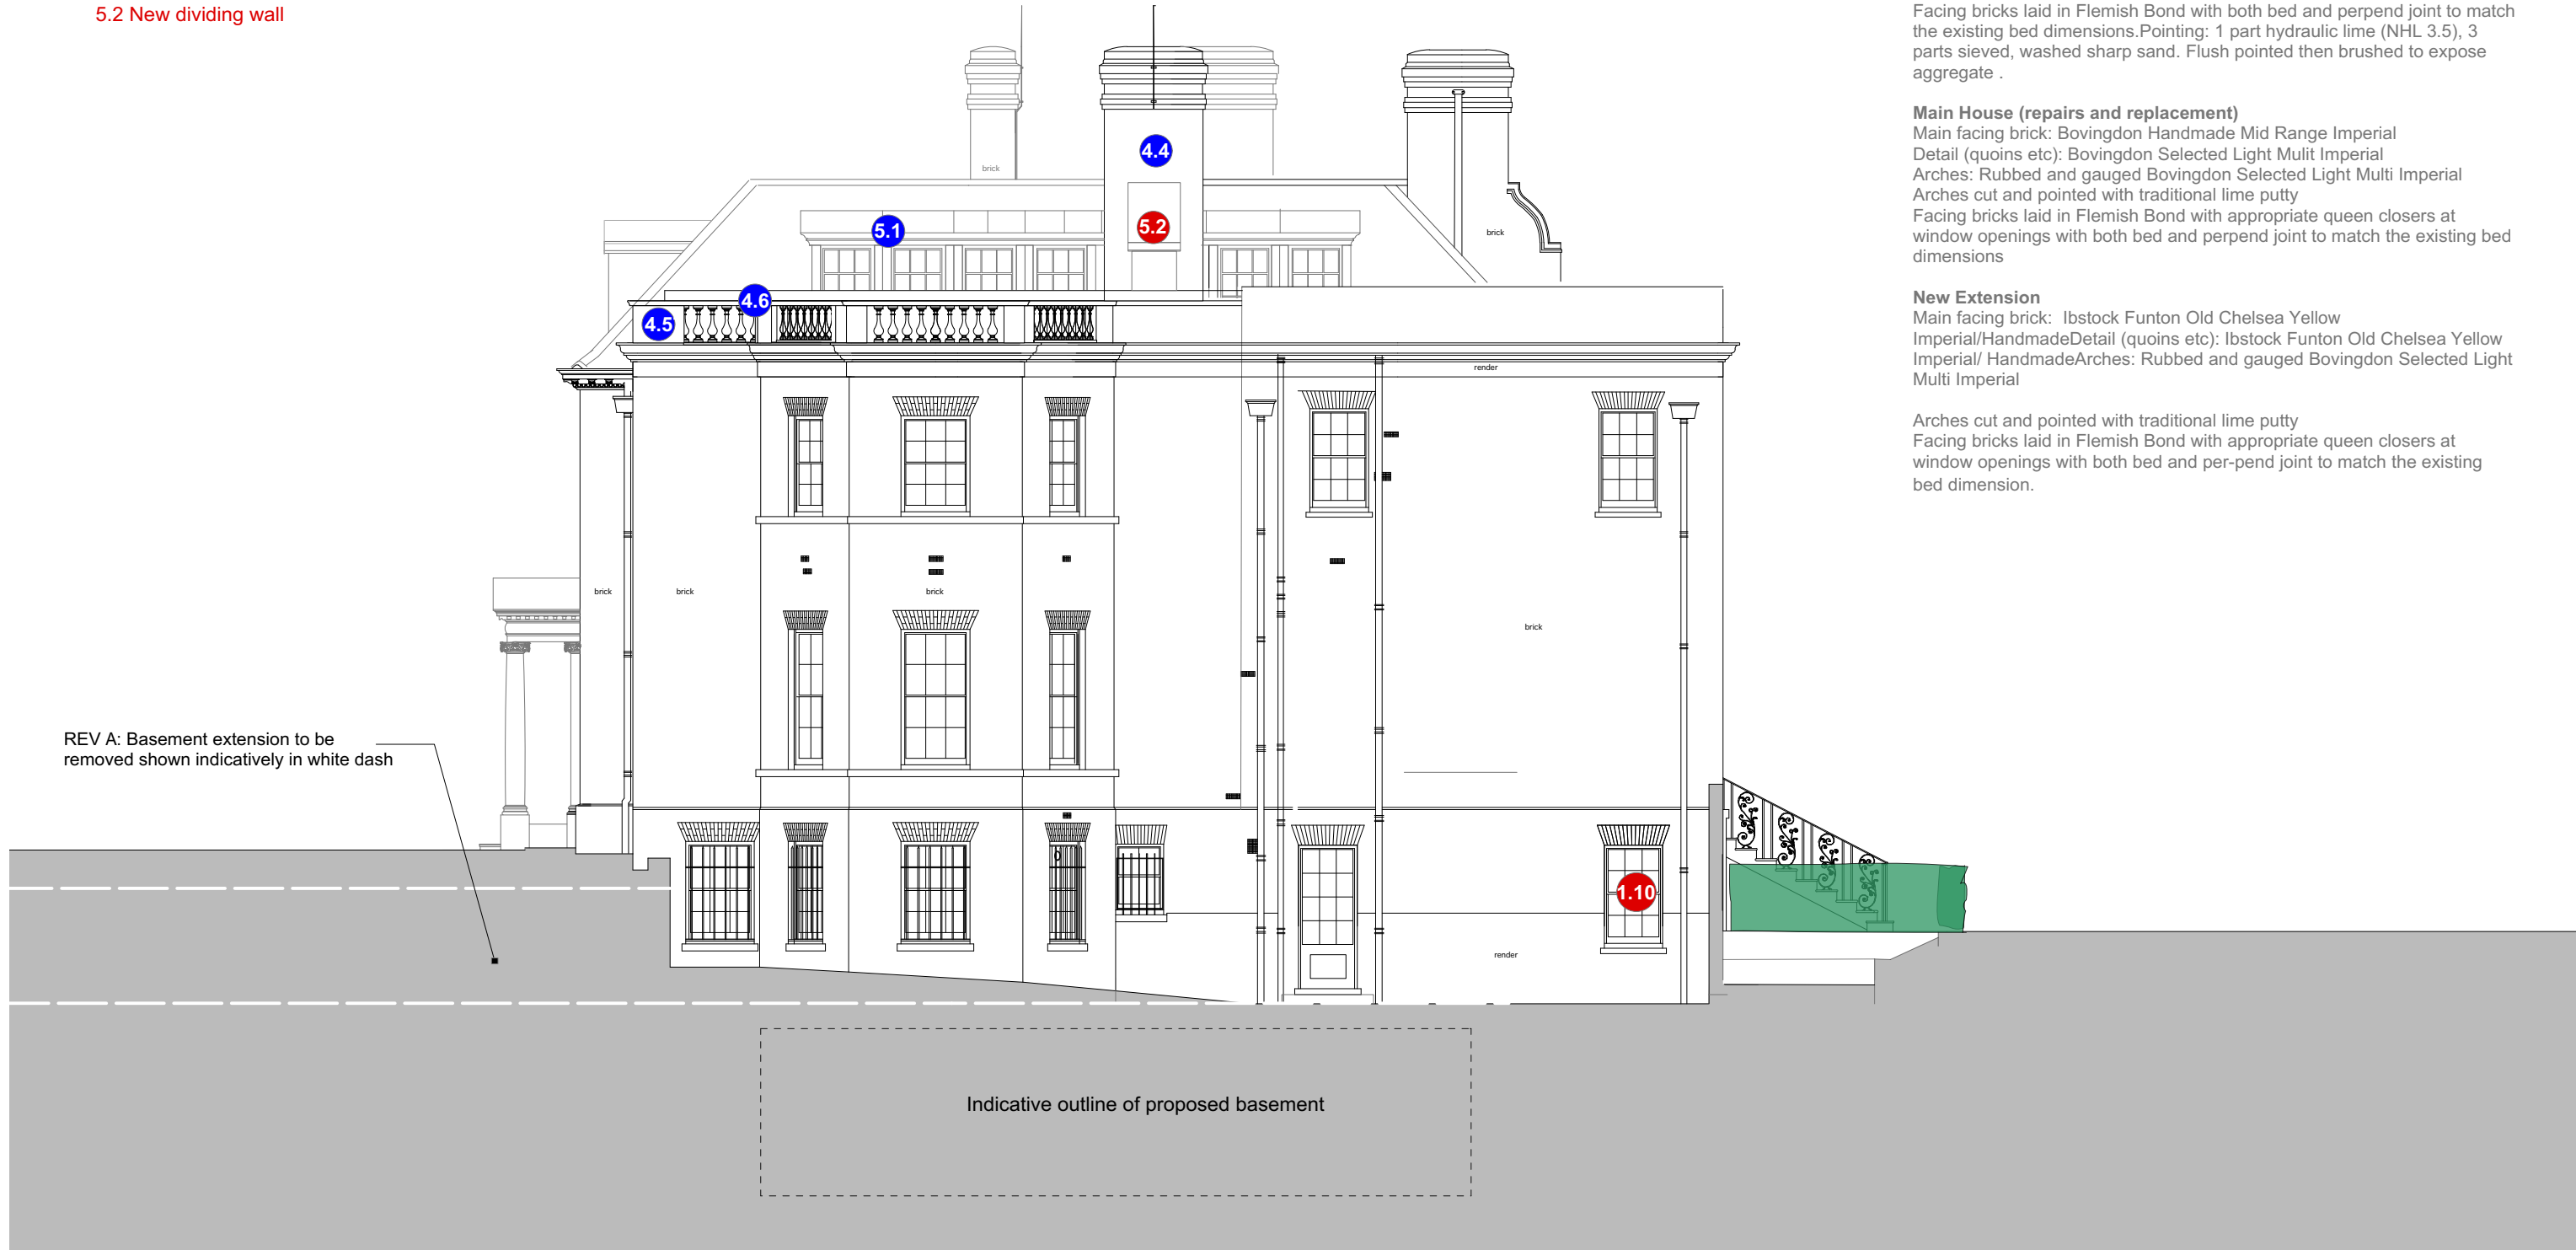 5.2 New dividing wall
Facing bricks laid in Flemish Bond with both bed and perpend joint to match
the existing bed dimensions.Pointing: 1 part hydraulic lime (NHL 3.5), 3
parts sieved, washed sharp sand. Flush pointed then brushed to expose
aggregate .
Main House (repairs and replacement)
Main facing brick: Bovingdon Handmade Mid Range Imperial
Detail (quoins etc): Bovingdon Selected Light Mulit Imperial
Arches: Rubbed and gauged Bovingdon Selected Light Multi Imperial
Arches cut and pointed with traditional lime putty
Facing bricks laid in Flemish Bond with appropriate queen closers at
window openings with both bed and perpend joint to match the existing bed
dimensions
New Extension
Main facing brick: Ibstock Funton Old Chelsea Yellow
Imperial/HandmadeDetail (quoins etc): Ibstock Funton Old Chelsea Yellow
Imperial/ HandmadeArches: Rubbed and gauged Bovingdon Selected Light
Multi Imperial
Arches cut and pointed with traditional lime putty
Facing bricks laid in Flemish Bond with appropriate queen closers at
window openings with both bed and per-pend joint to match the existing
bed dimension.
4.4
brick
5.2
5.1
brick
4.6
4.5
render
brick
brick
brick
brick
REV A: Basement extension to be
removed shown indicatively in white dash
1.10
render
Indicative outline of proposed basement